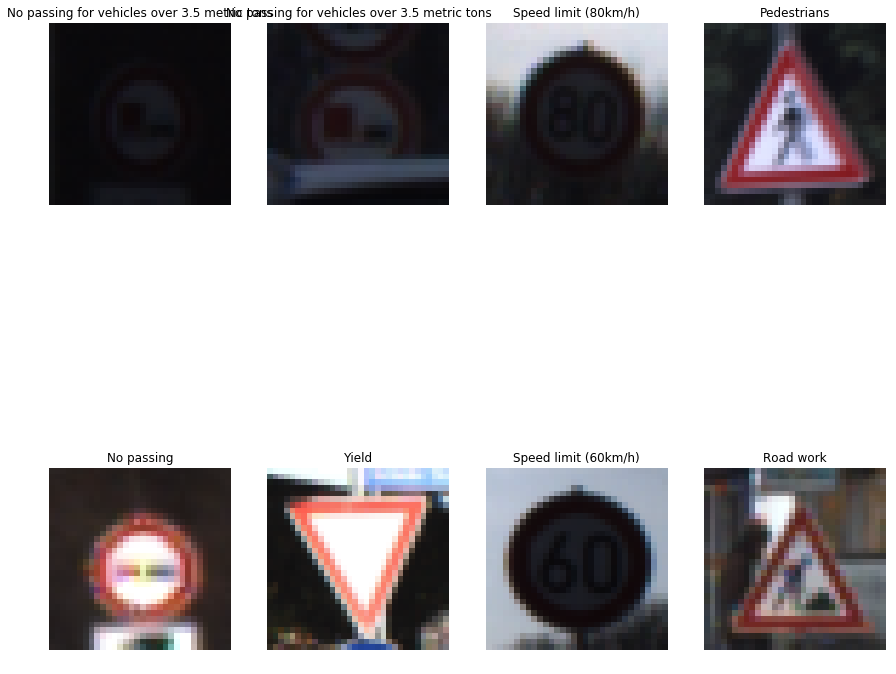 No passing for vehicles over 3.5 metric tons
No passing for vehicles over 3.5 metric tons
Speed limit (80km/h)
Pedestrians
80
No passing
Yield
Speed limit (60km/h)
Road work
60